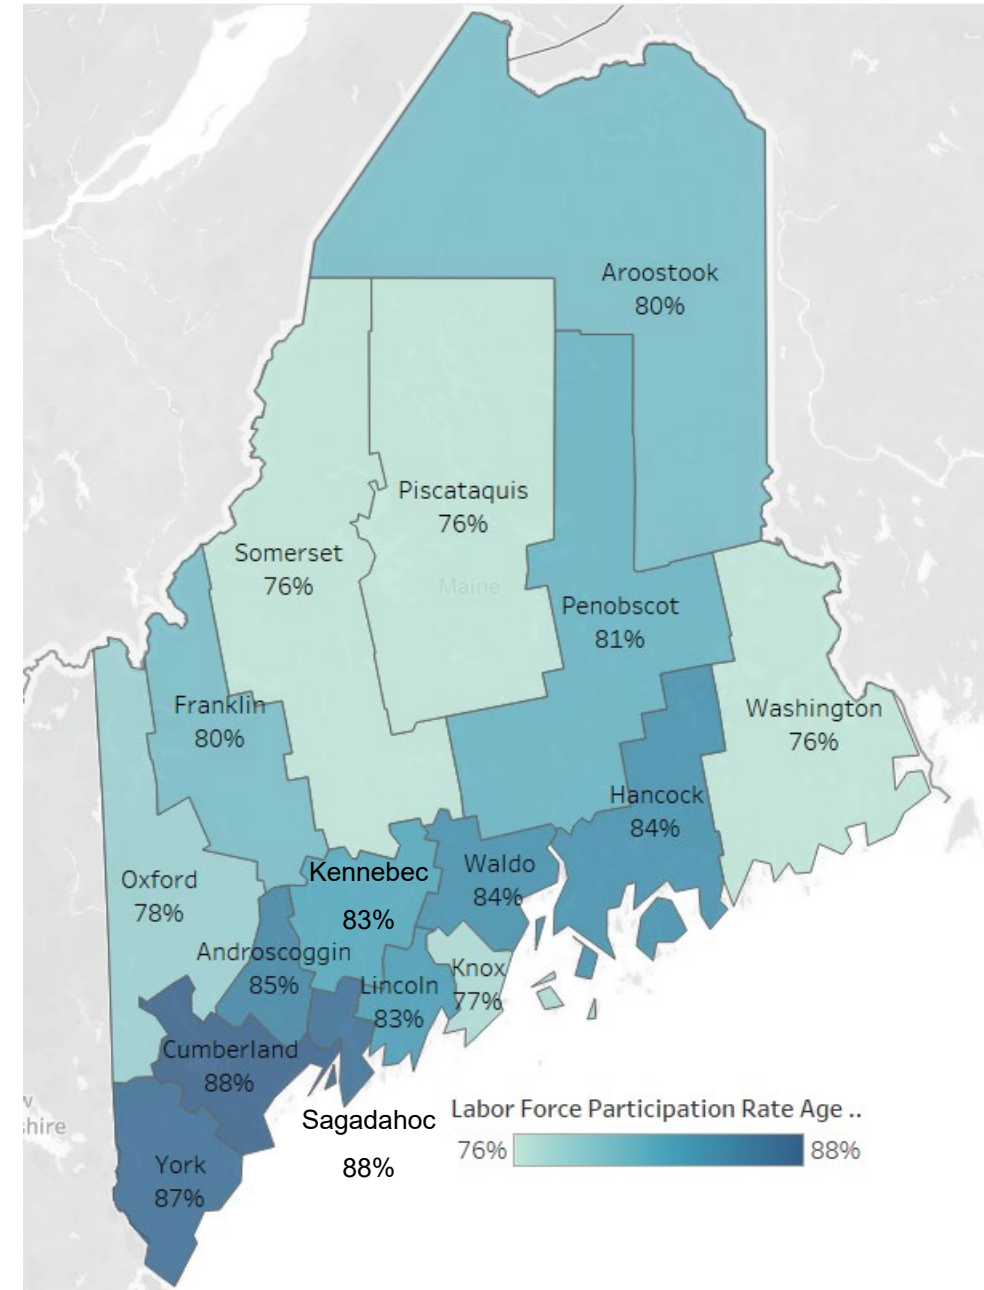 Aroostook
80%
Piscataquis
76%
Somerset
76%
Maine
Penobscot
81%
Franklin
80%
Washington
76%
Hancock
84%
Kennebec
83%
Waldo
84%
Oxford
78%
Androscoggin
85%
Lincoln
83%
Knox
77%
Cumberland
88%
Sagadahoc
88%
Labor Force Participation Rate Age ..
76%
88%
shire
York
87%